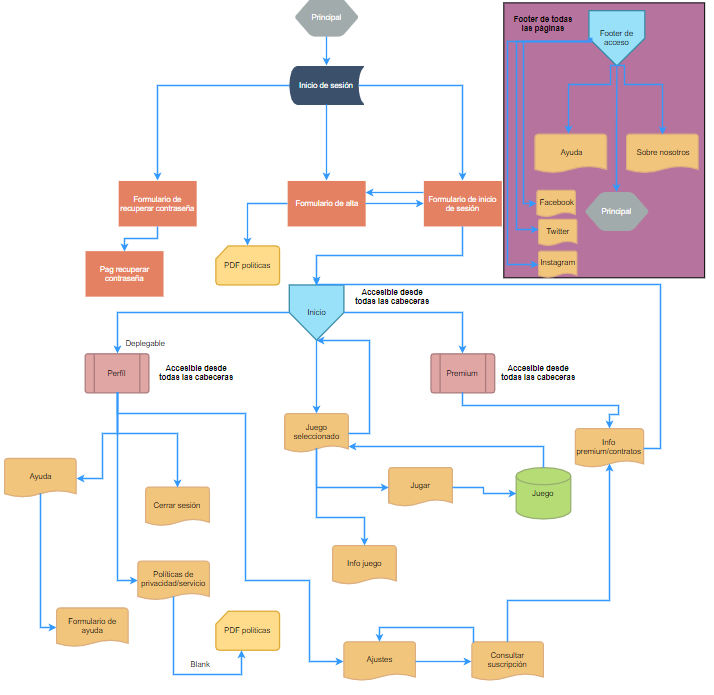 Principal
Footer de todas
las páginas
Footer de
acceso
Inicio de sesión
Ayuda
Sobre nosotros
Formulario de
recuperar contraseña
Formulario de alta
Formulario de inicio
de sesión
Facebook
Principal
Twitter
Instagram
Pag recuperar
contraseña
PDF políticas
Accesible desde
todas las cabeceras
Inicio
Deplegable
Perfil
Accesible desde
todas las cabeceras
Premium
Accesible desde
todas las cabeceras
Juego
seleccionado
Info
premium/contratos
Ayuda
Cerrar sesión
Jugar
Juego
Info juego
Políticas de
privacidad/servicio
Formulario de
ayuda
PDF políticas
Blank
Ajustes
Consultar
suscripción